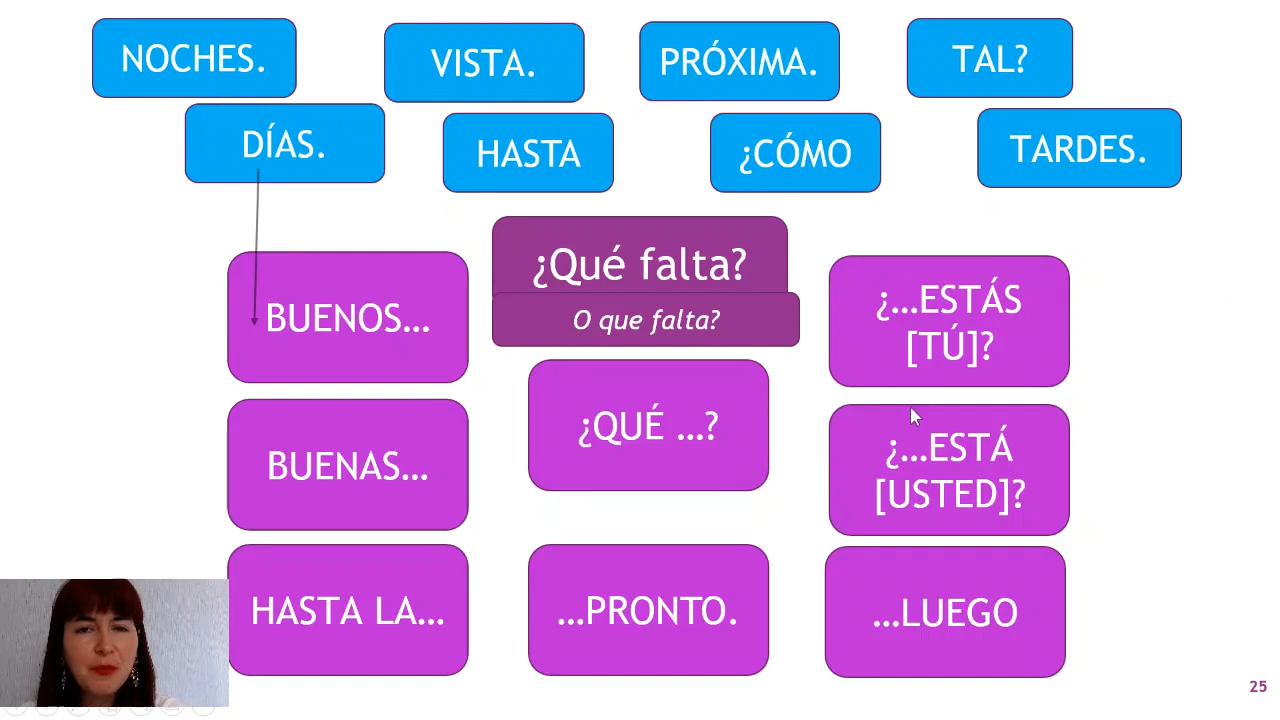 NOCHES.
VISTA.
PRÓXIMA.
TAL?
DÍAS.
HASTA
¿CÓMO
TARDES.
¿Qué falta?
O que falta?
BUENOS...
¿...ESTÁS
[TÚ]?
¿QUÉ ...?
BUENAS...
¿...ESTÁ
[USTED]?
HASTA LA...
...PRONTO.
...LUEGO
25